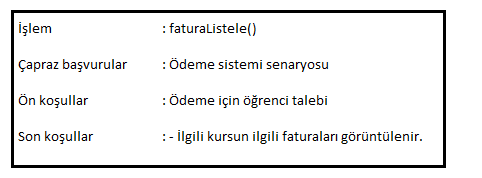 İşlem : faturaListele()
Çapraz başvurular : Ödeme sistemi senaryosu
Ön koşullar : Ödeme için öğrenci talebi
Son koşullar : - İlgili kursun ilgili faturaları görüntülenir.